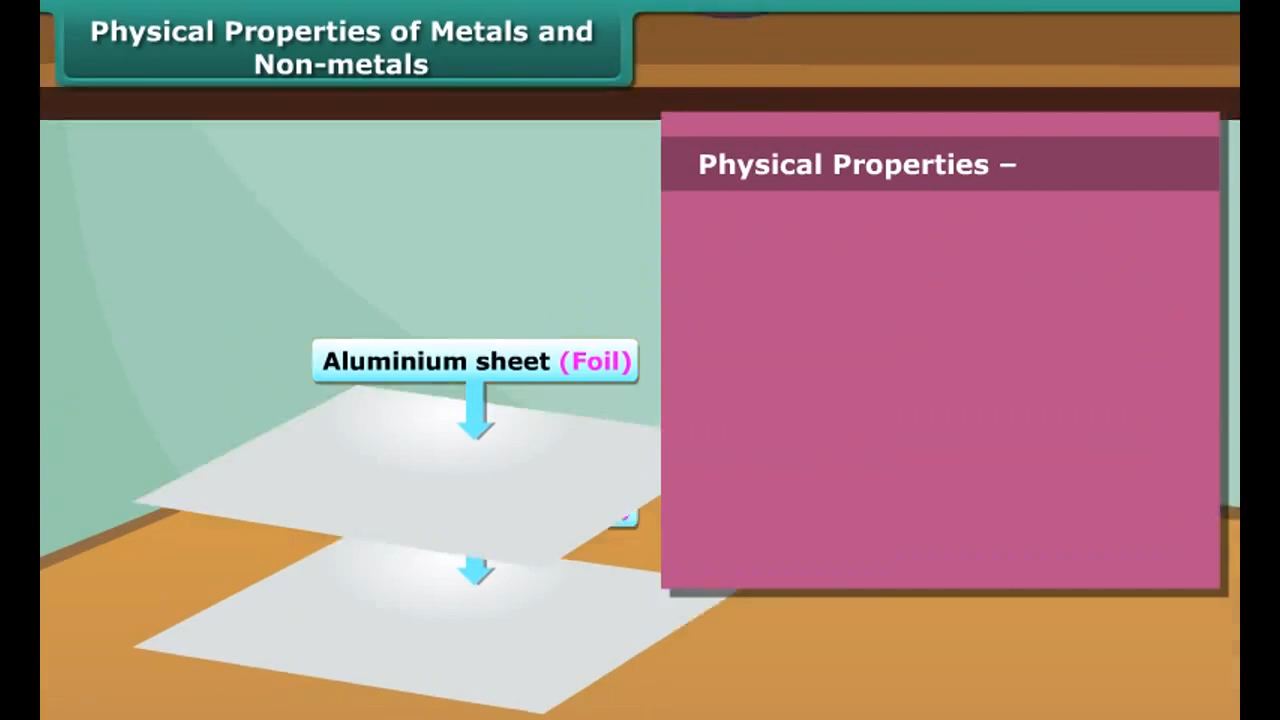 Physical Properties of Metals and
Non-metals
Physical Properties –
Aluminium sheet (Foil)